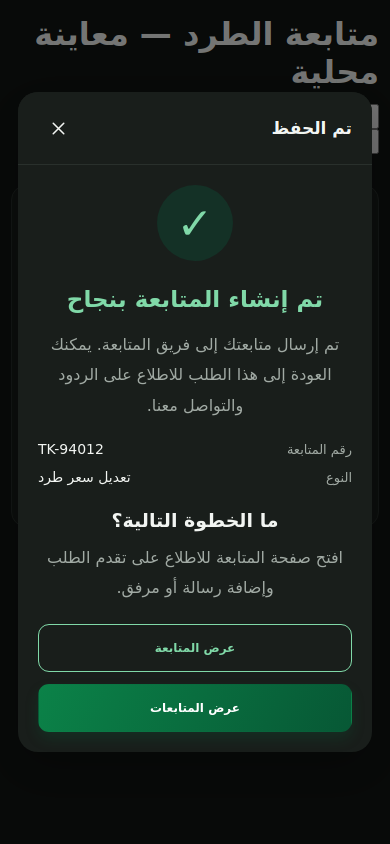 متابعة الطرد — معاينة
محلية
تم الحفظ
تم إنشاء المتابعة بنجاح
تم إرسال متابعتك إلى فريق المتابعة. يمكنك
العودة إلى هذا الطلب للاطلاع على الردود
والتواصل معنا.
رقم المتابعة TK-94012
النوع تعديل سعر طرد
ما الخطوة التالية؟
افتح صفحة المتابعة للاطلاع على تقدم الطلب
وإضافة رسالة أو مرفق.
عرض المتابعة
عرض المتابعات